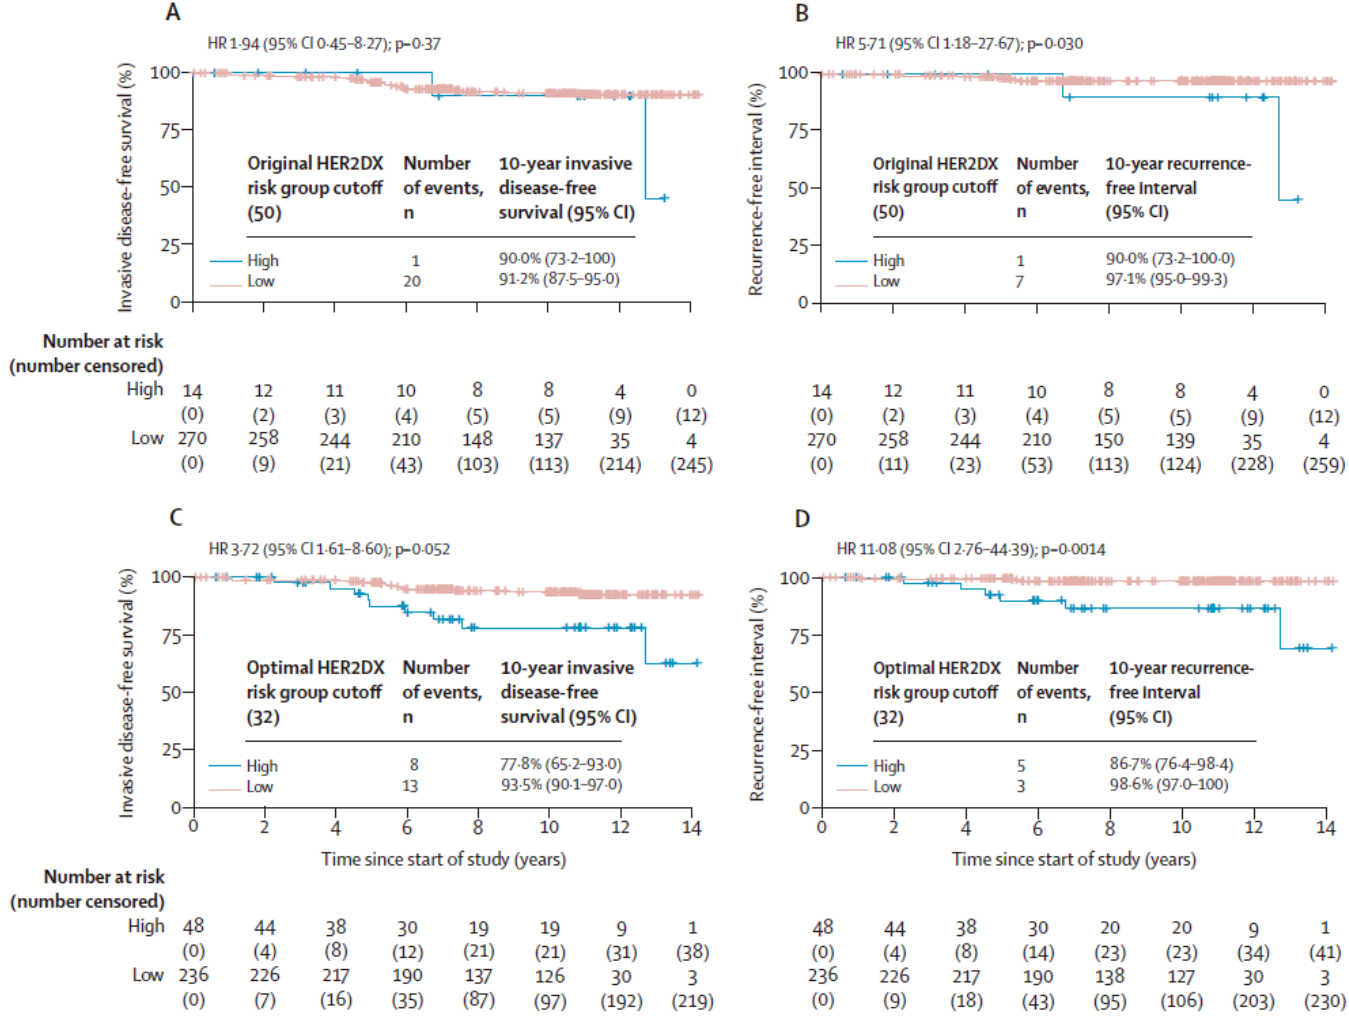 A
HR 1·94 (95% CI 0·45–8·27); p=0·37
Invasive disease-free survival (%)
100
75
50
25
0
Original HER2DX risk group cutoff (50)
Number of events, n
10-year invasive disease-free survival (95% CI)
High 1 90·0% (73·2–100)
Low 20 91·2% (87·5–95·0)
Number at risk
(number censored)
High 14 12 11 10 8 8 4 0
(0) (2) (3) (4) (5) (5) (9) (12)
Low 270 258 244 210 148 137 35 4
(0) (9) (21) (43) (103) (113) (214) (245)
B
HR 5·71 (95% CI 1·18–27·67); p=0·030
Recurrence-free interval (%)
100
75
50
25
0
Original HER2DX risk group cutoff (50)
Number of events, n
10-year recurrence-free interval (95% CI)
High 1 90·0% (73·2–100·0)
Low 7 97·1% (95·0–99·3)
14 12 11 10 8 8 4 0
(0) (2) (3) (4) (5) (5) (9) (12)
270 258 244 210 150 139 35 4
(0) (11) (23) (53) (113) (124) (228) (259)
C
HR 3·72 (95% CI 1·61–8·60); p=0·052
Invasive disease-free survival (%)
100
75
50
25
0
Optimal HER2DX risk group cutoff (32)
Number of events, n
10-year invasive disease-free survival (95% CI)
High 8 77·8% (65·2–93·0)
Low 13 93·5% (90·1–97·0)
0 2 4 6 8 10 12 14
Time since start of study (years)
Number at risk
(number censored)
High 48 44 38 30 19 19 9 1
(0) (4) (8) (12) (21) (21) (31) (38)
Low 236 226 217 190 137 126 30 3
(0) (7) (16) (35) (87) (97) (192) (219)
D
HR 11·08 (95% CI 2·76–44·39); p=0·0014
Recurrence-free interval (%)
100
75
50
25
0
Optimal HER2DX risk group cutoff (32)
Number of events, n
10-year recurrence-free interval (95% CI)
High 5 86·7% (76·4–98·4)
Low 3 98·6% (97·0–100)
0 2 4 6 8 10 12 14
Time since start of study (years)
48 44 38 30 20 20 9 1
(0) (4) (8) (14) (23) (23) (34) (41)
236 226 217 190 138 127 30 3
(0) (9) (18) (43) (95) (106) (203) (230)